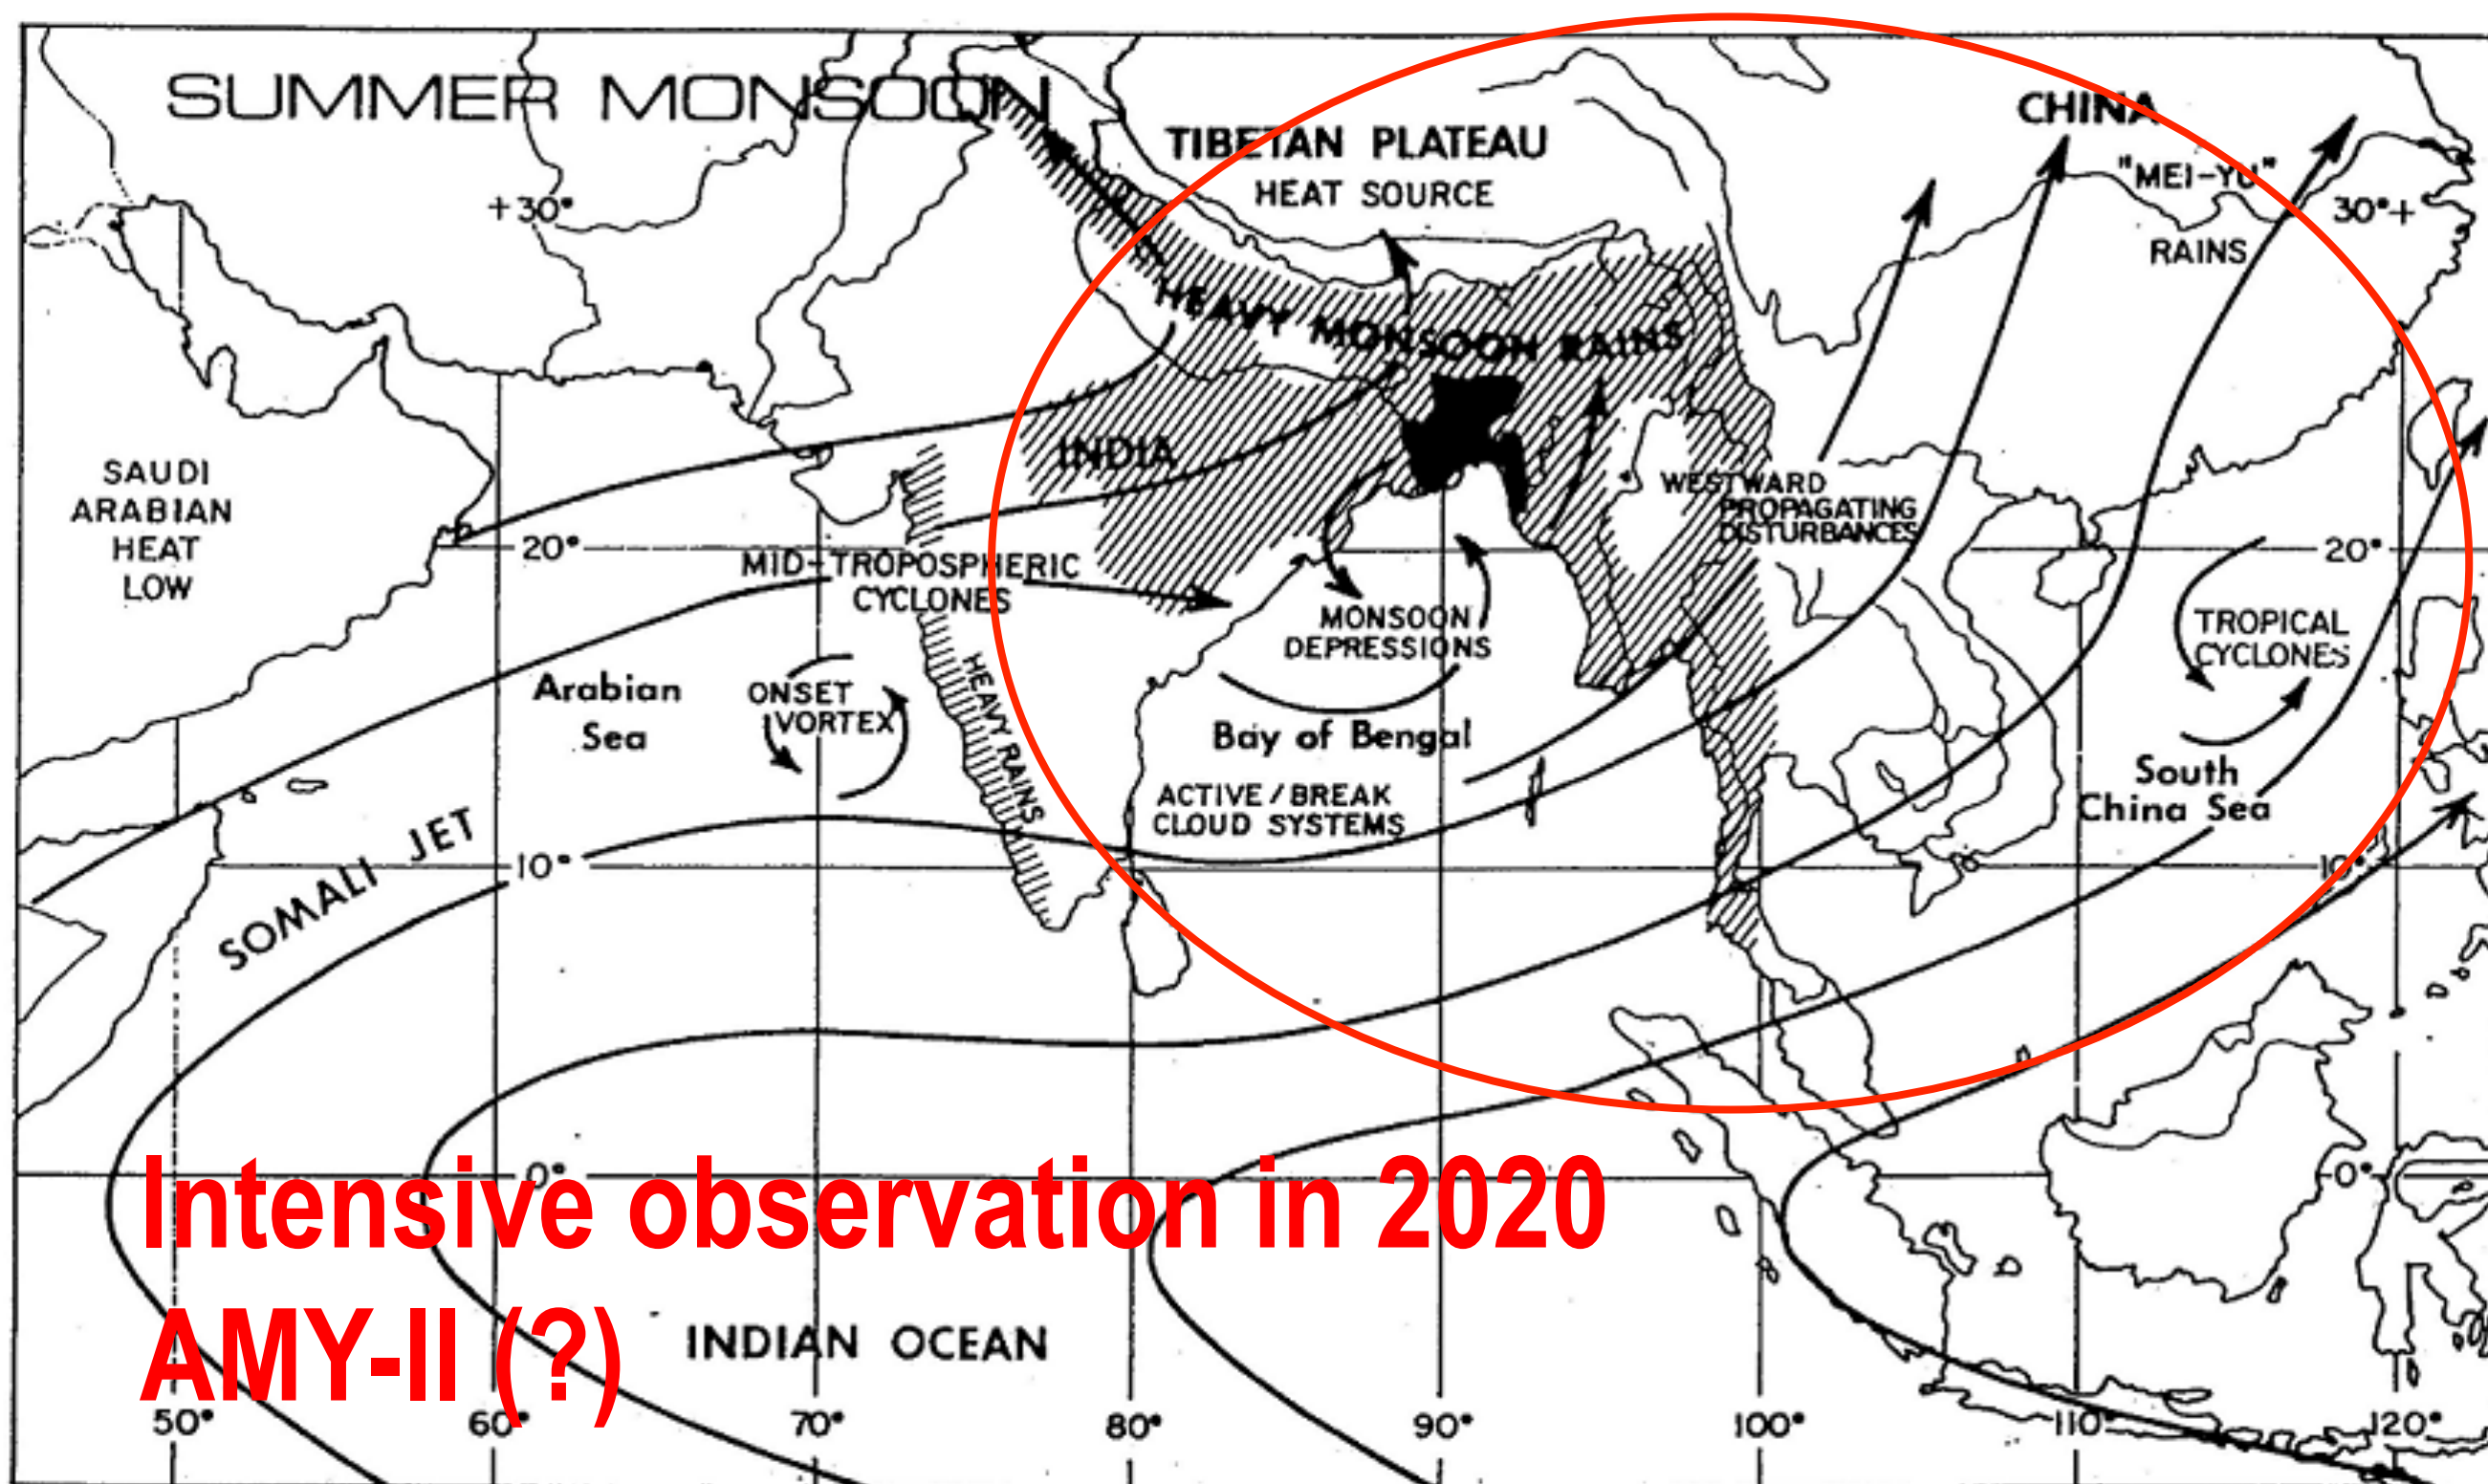 SUMMER MONSOON
CHINA
TIBETAN PLATEAU
HEAT SOURCE
"MEI-YU"
RAINS
+30°
30°+
HEAVY MONSOON RAINS
INDIA
SAUDI
ARABIAN
HEAT
LOW
WESTWARD
PROPAGATING
DISTURBANCES
20°
20°
MID-TROPOSPHERIC
CYCLONES
MONSOON
DEPRESSIONS
TROPICAL
CYCLONES
Arabian
Sea
ONSET
VORTEX
HEAVY RAINS
Bay of Bengal
ACTIVE / BREAK
CLOUD SYSTEMS
South
China Sea
SOMALI JET
10°
10°
0°
0°
Intensive observation in 2020
AMY-II (?)
INDIAN OCEAN
50°
60°
70°
80°
90°
100°
110°
120°